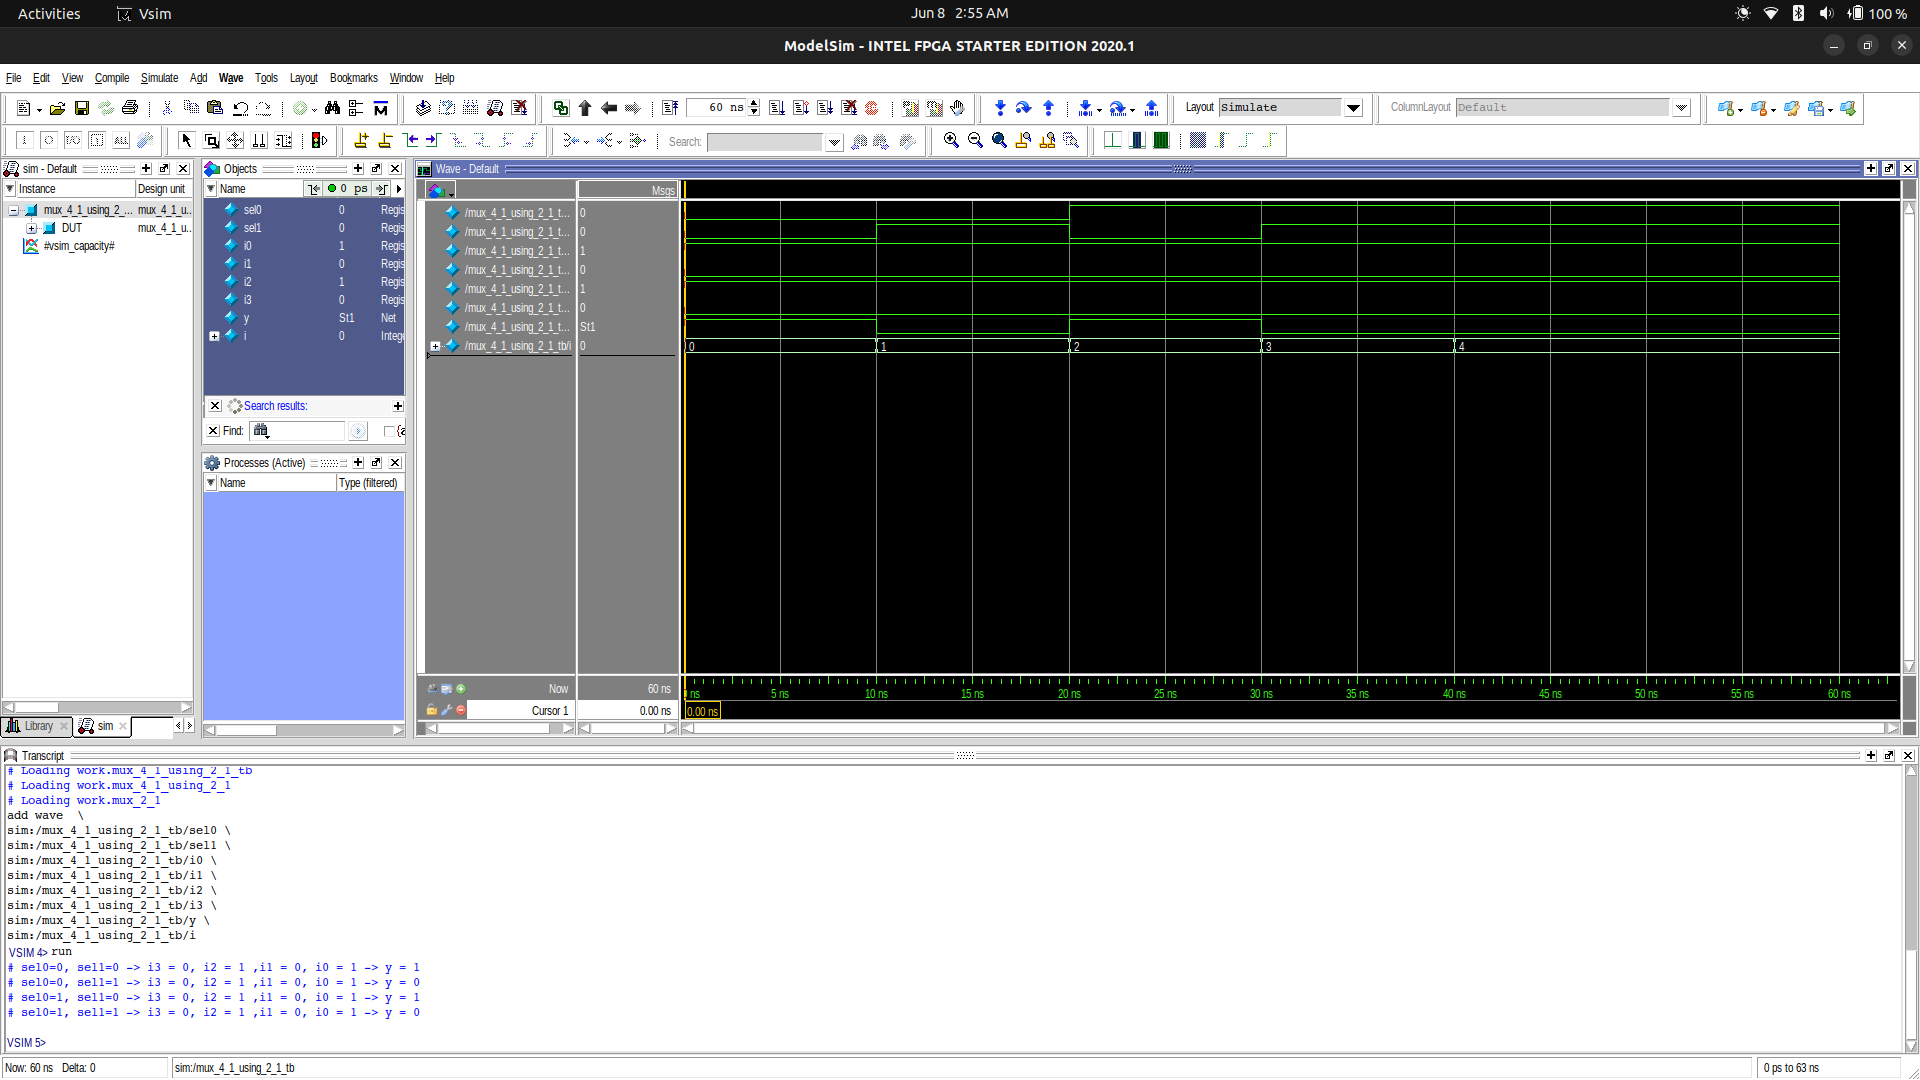 Activities Vsim Jun 8 2:55 AM 100 %
ModelSim - INTEL FPGA STARTER EDITION 2020.1
File Edit View Compile Simulate Add Wave Tools Layout Bookmarks Window Help
60 ns Layout Simulate ColumnLayout Default
Search:
sim - Default
Instance Design unit
mux_4_1_using_2_... mux_4_1_u...
DUT mux_4_1_u...
#vsim_capacity#
Library sim
Objects
Name 0 ps
sel0 0 Regis
sel1 0 Regis
i0 1 Regis
i1 0 Regis
i2 1 Regis
i3 0 Regis
y St1 Net
i 0 Integ
Search results:
Find:
Processes (Active)
Name Type (filtered)
Wave - Default
Msgs
/mux_4_1_using_2_1_t... 0
/mux_4_1_using_2_1_t... 0
/mux_4_1_using_2_1_t... 1
/mux_4_1_using_2_1_t... 0
/mux_4_1_using_2_1_t... 1
/mux_4_1_using_2_1_t... 0
/mux_4_1_using_2_1_t... St1
/mux_4_1_using_2_1_tb/i 0 0 1 2 3 4
Now 60 ns ns 5 ns 10 ns 15 ns 20 ns 25 ns 30 ns 35 ns 40 ns 45 ns 50 ns 55 ns 60 ns
Cursor 1 0.00 ns 0.00 ns
Transcript
# Loading work.mux_4_1_using_2_1_tb
# Loading work.mux_4_1_using_2_1
# Loading work.mux_2_1
add wave \
sim:/mux_4_1_using_2_1_tb/sel0 \
sim:/mux_4_1_using_2_1_tb/sel1 \
sim:/mux_4_1_using_2_1_tb/i0 \
sim:/mux_4_1_using_2_1_tb/i1 \
sim:/mux_4_1_using_2_1_tb/i2 \
sim:/mux_4_1_using_2_1_tb/i3 \
sim:/mux_4_1_using_2_1_tb/y \
sim:/mux_4_1_using_2_1_tb/i
VSIM 4> run
# sel0=0, sel1=0 -> i3 = 0, i2 = 1 ,i1 = 0, i0 = 1 -> y = 1
# sel0=0, sel1=1 -> i3 = 0, i2 = 1 ,i1 = 0, i0 = 1 -> y = 0
# sel0=1, sel1=0 -> i3 = 0, i2 = 1 ,i1 = 0, i0 = 1 -> y = 1
# sel0=1, sel1=1 -> i3 = 0, i2 = 1 ,i1 = 0, i0 = 1 -> y = 0
VSIM 5>
Now: 60 ns Delta: 0 sim:/mux_4_1_using_2_1_tb 0 ps to 63 ns